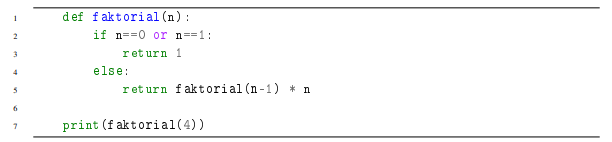 1 def faktorial(n):
2 if n==0 or n==1:
3 return 1
4 else:
5 return faktorial(n-1) * n
6
7 print(faktorial(4))